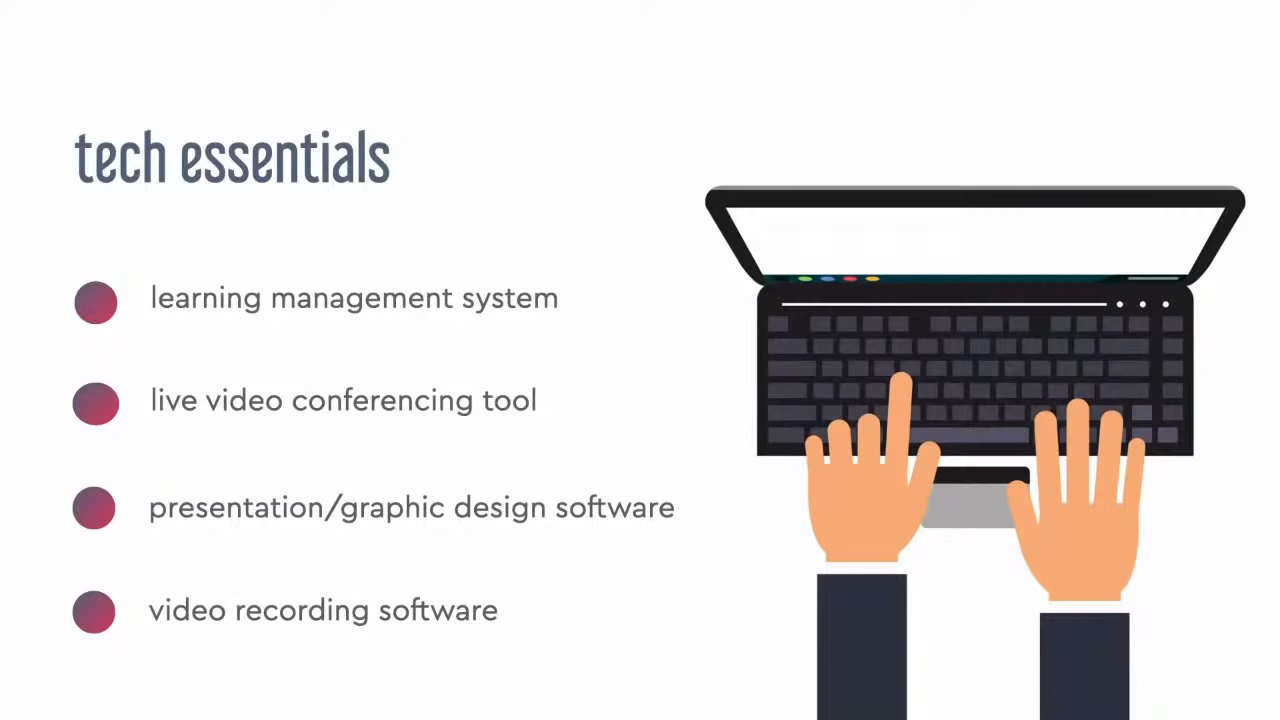 tech essentials
learning management system
live video conferencing tool
presentation/graphic design software
video recording software